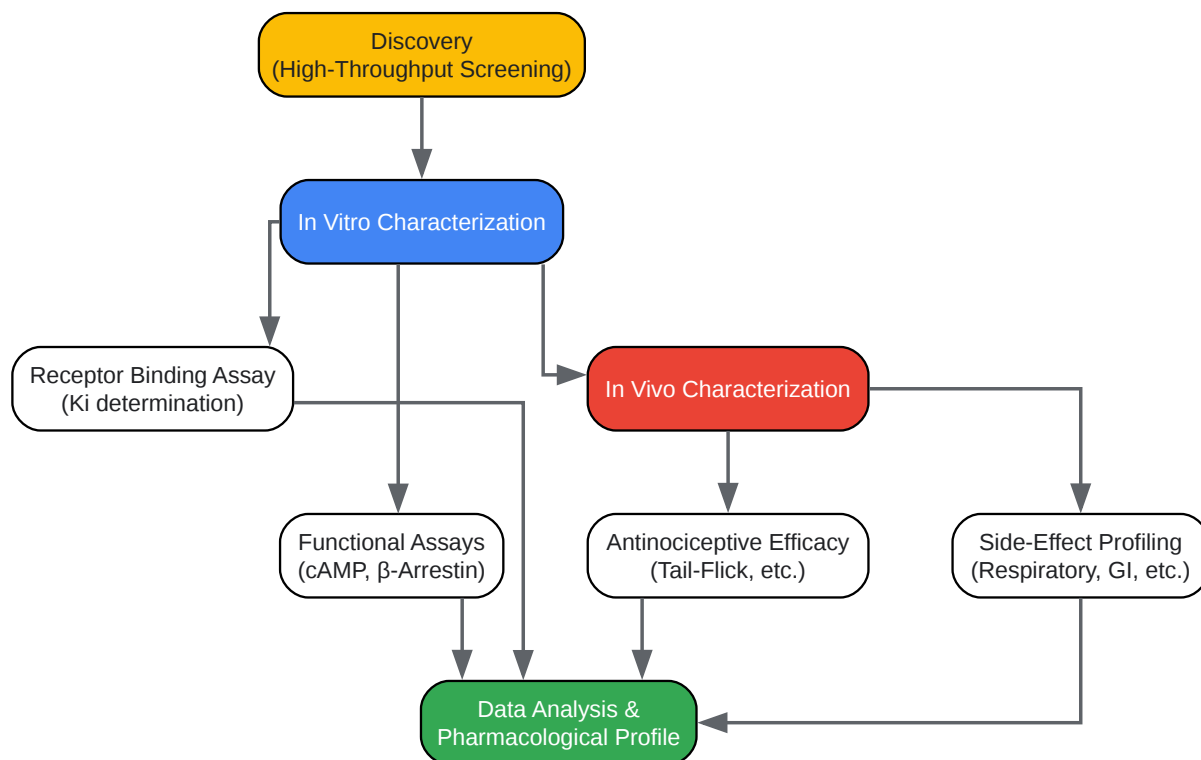 Discovery
(High-Throughput Screening)
In Vitro Characterization
Receptor Binding Assay
(Ki determination)
In Vivo Characterization
Functional Assays
(cAMP, β-Arrestin)
Antinociceptive Efficacy
(Tail-Flick, etc.)
Side-Effect Profiling
(Respiratory, GI, etc.)
Data Analysis &
Pharmacological Profile